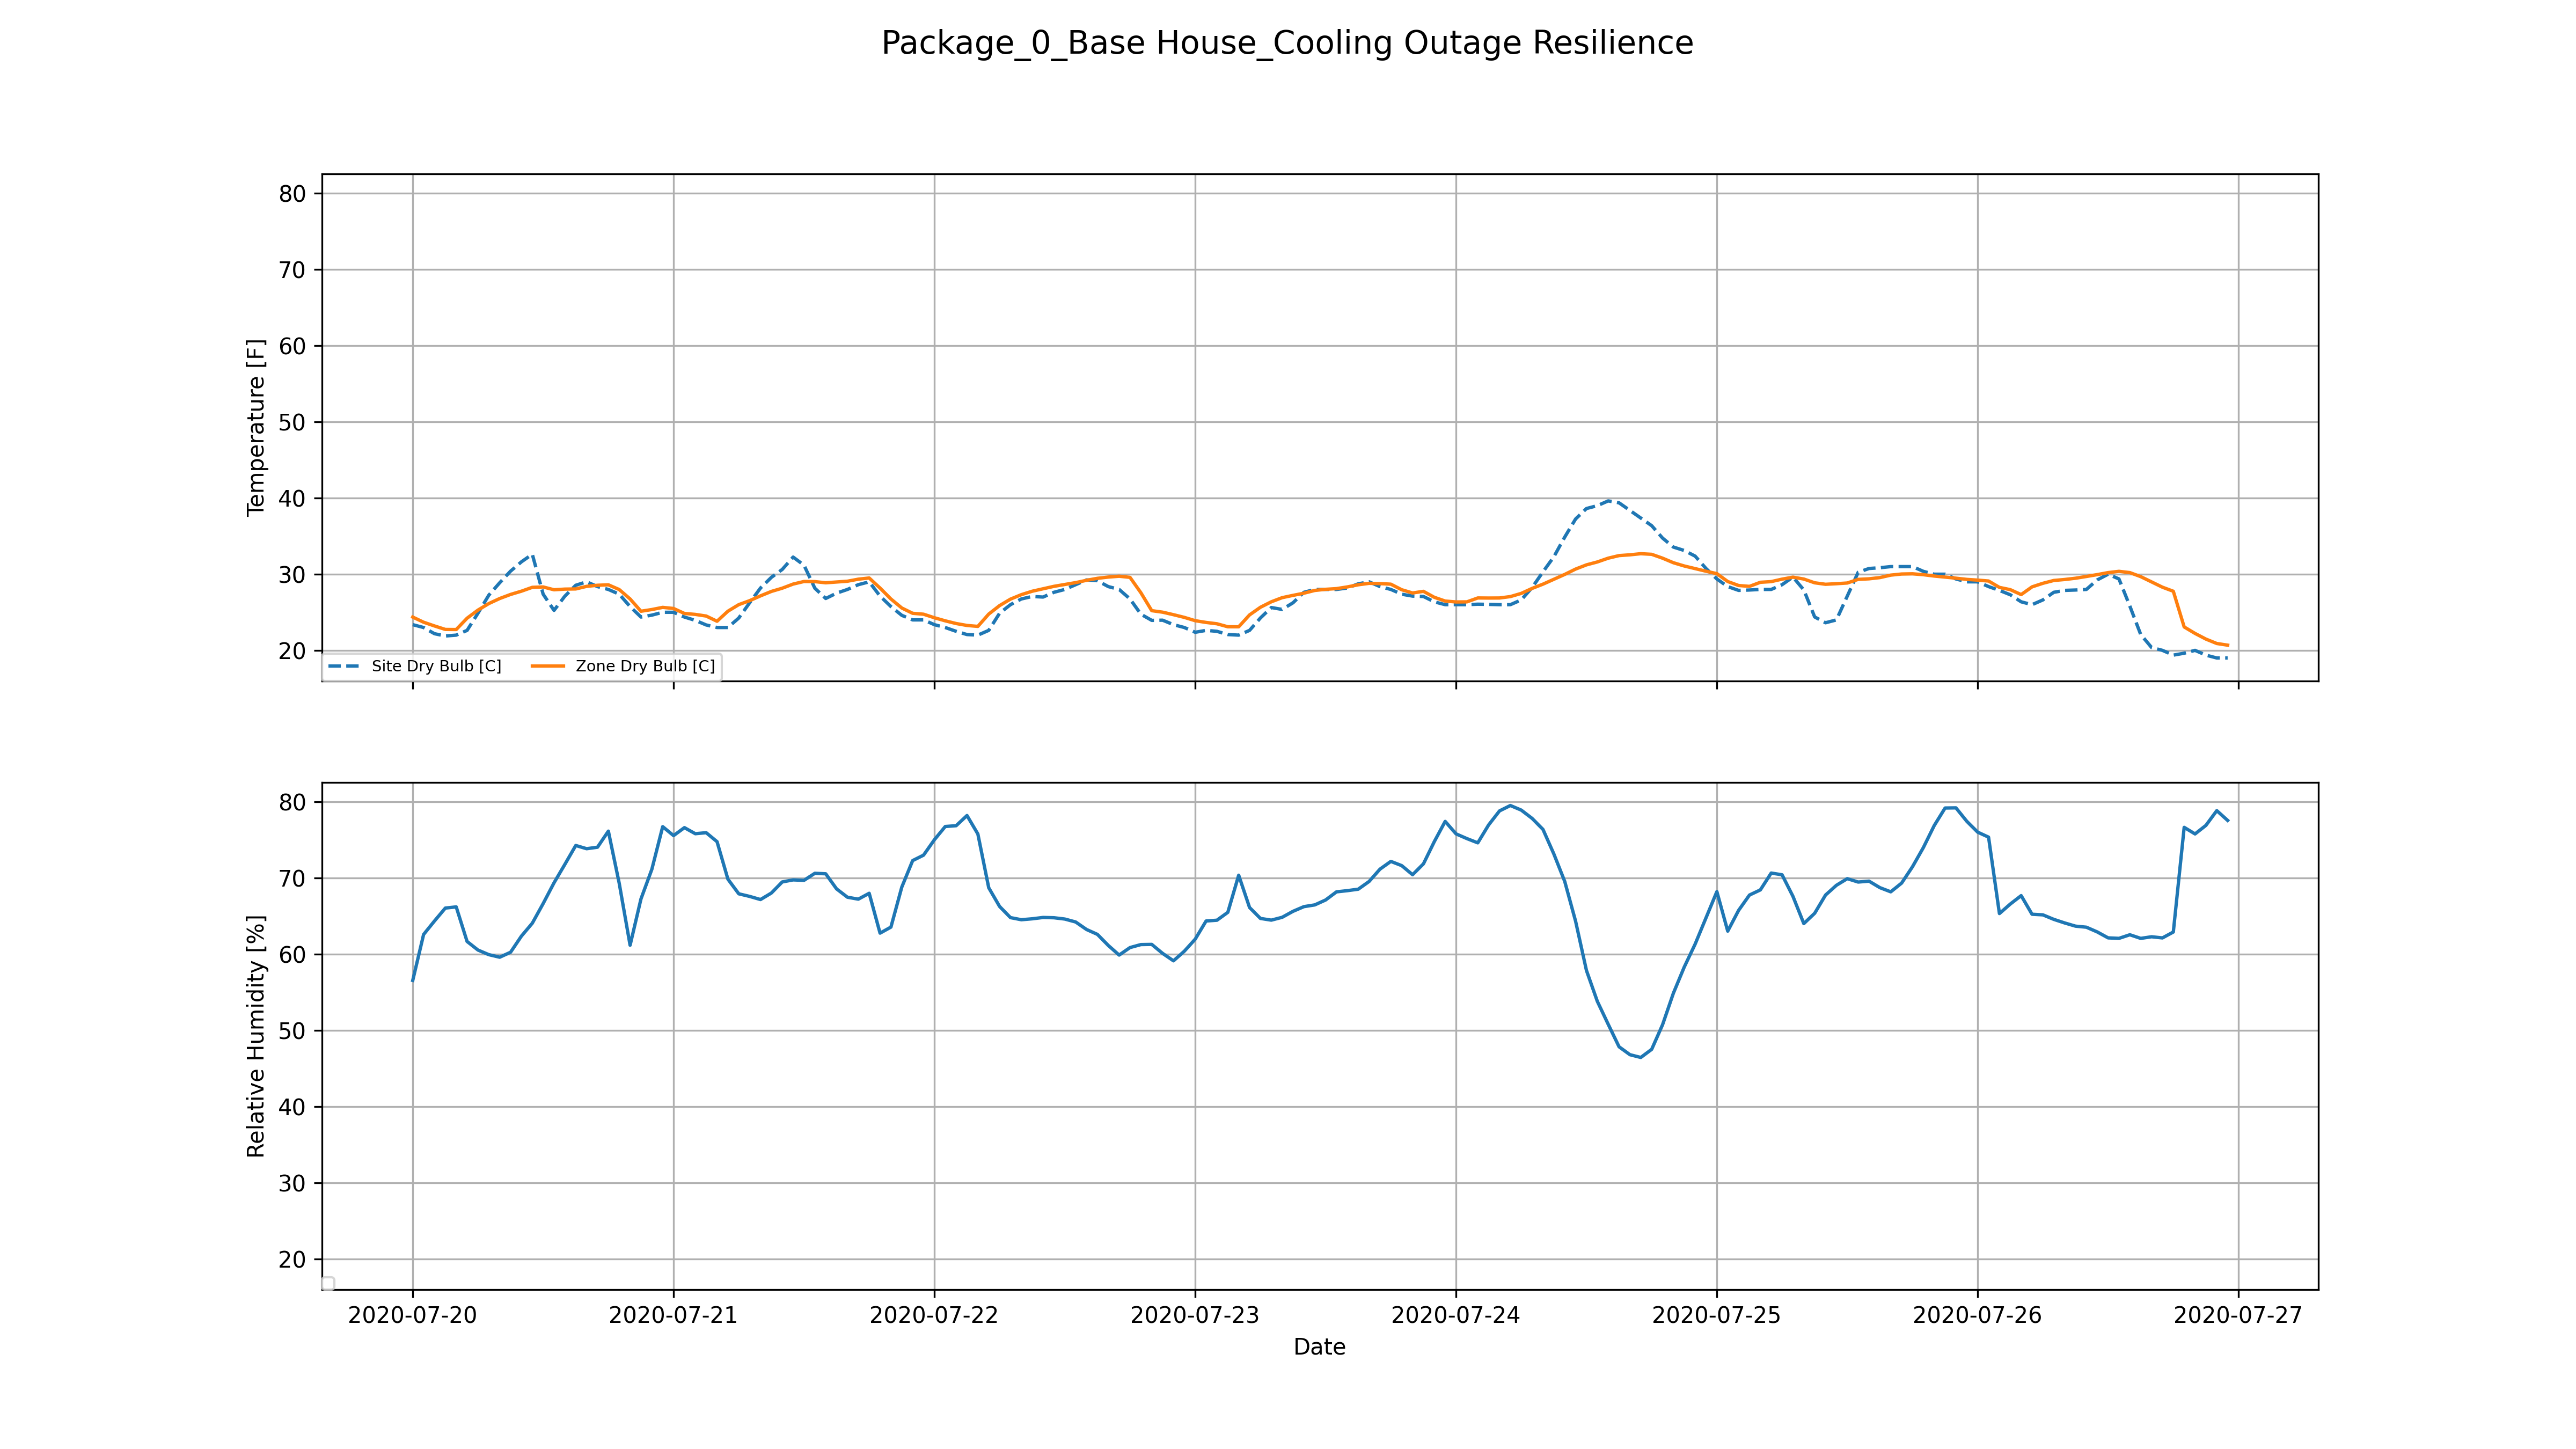 Package_0_Base House_Cooling Outage Resilience
80
70
60
50
40
30
20
Temperature [F]
Site Dry Bulb [C] Zone Dry Bulb [C]
80
70
60
50
40
30
20
Relative Humidity [%]
2020-07-20 2020-07-21 2020-07-22 2020-07-23 2020-07-24 2020-07-25 2020-07-26 2020-07-27
Date